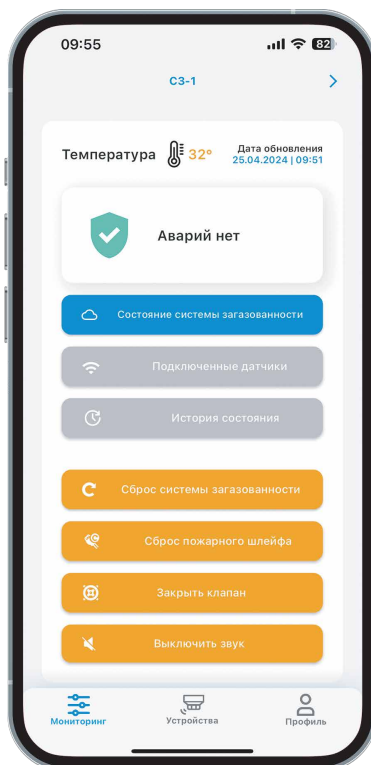 09:55
82
СЗ-1
Температура 32°
Дата обновления
25.04.2024 | 09:51
Аварий нет
Состояние системы загазованности
Подключенные датчики
История состояния
Сброс системы загазованности
Сброс пожарного шлейфа
Закрыть клапан
Выключить звук
Мониторинг
Устройства
Профиль